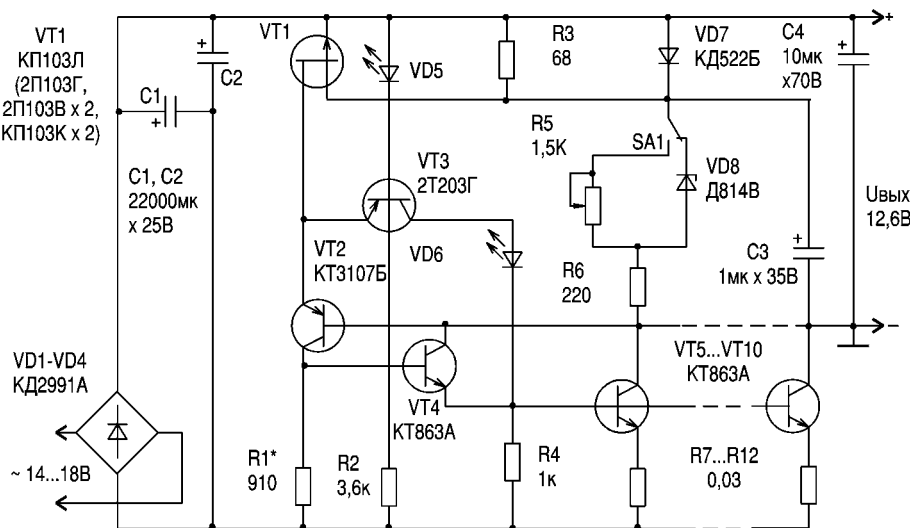 VT1
КП103Л
(2П103Г,
2П103В x 2,
КП103К x 2)
C1
+
+
C2
C1, C2
22000мк
x 25В
VT1
VD5
R3
68
VD7
КД522Б
C4
10мк
x70В
+
+
R5
1,5K
SA1
VD8
Д814В
VT3
2Т203Г
VD6
VT2
КТ3107Б
R6
220
+
C3
1мк x 35В
Uвых
12,6В
-
VD1-VD4
КД2991А
~ 14...18В
VT4
КТ863А
VT5...VT10
КТ863А
R1*
910
R2
3,6к
R4
1к
R7...R12
0,03